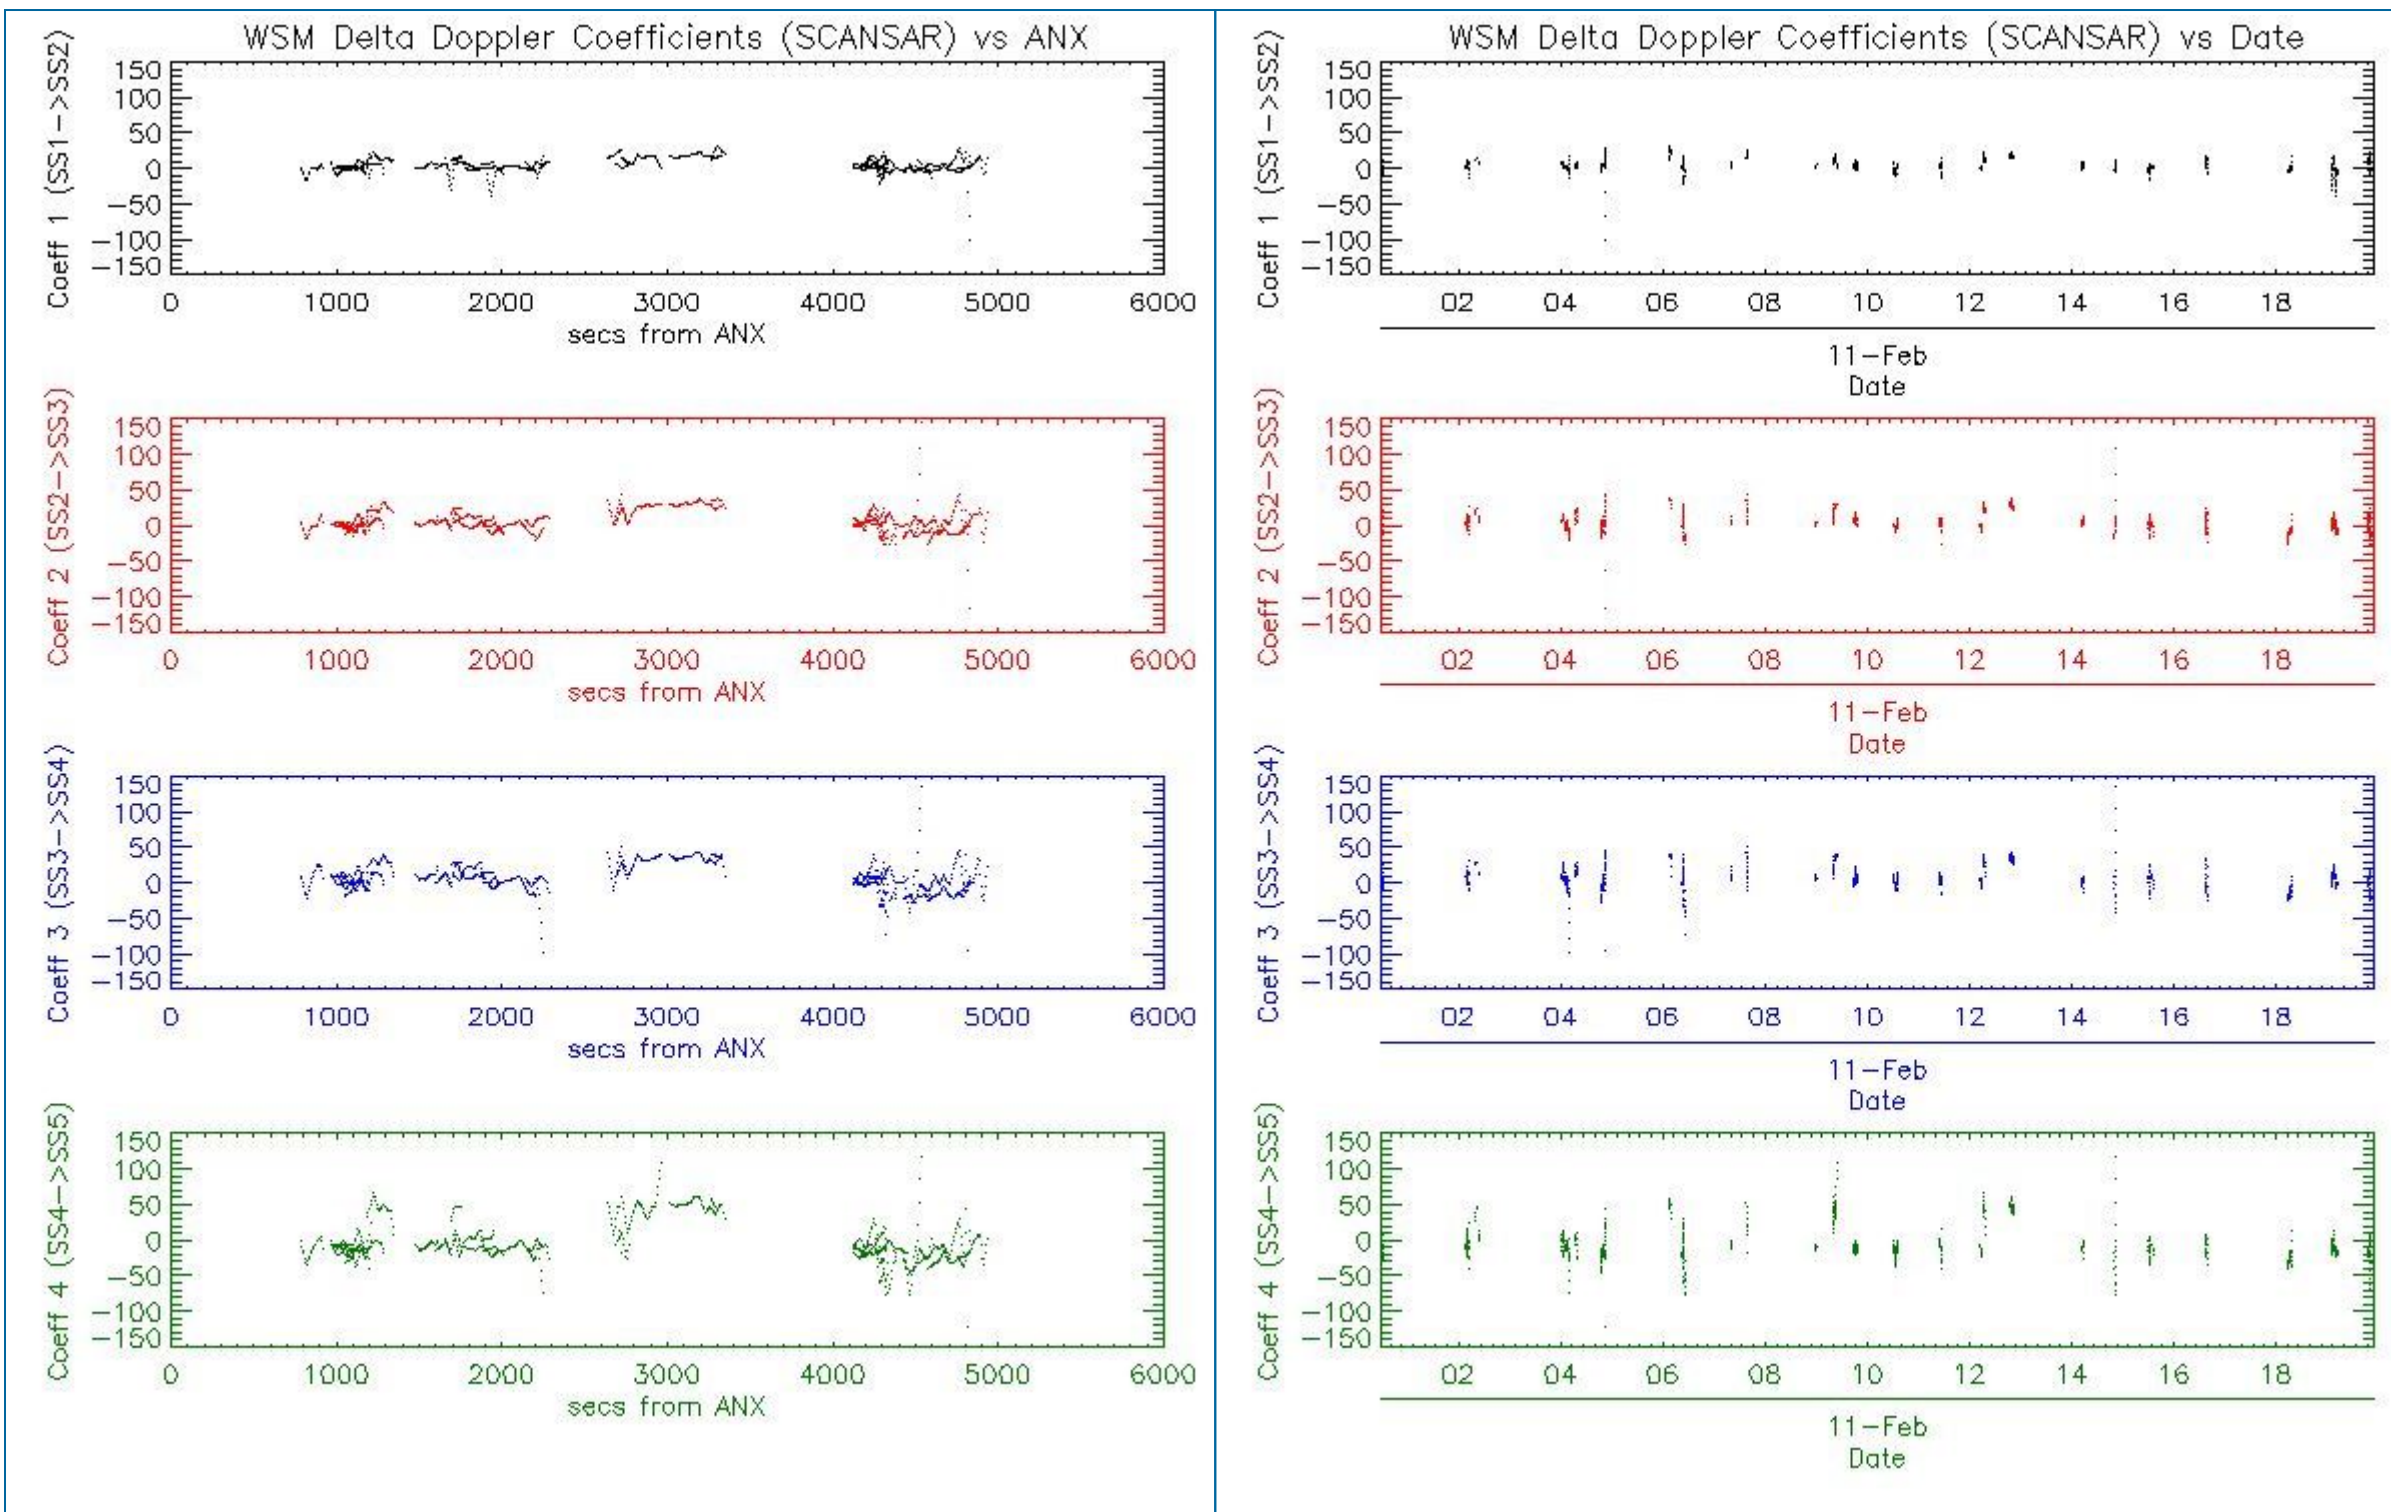 WSM Delta Doppler Coefficients (SCANSAR) vs ANX
Coeff 1 (SS1->SS2)
150
100
50
0
-50
-100
-150
0 1000 2000 3000 4000 5000 6000
secs from ANX
Coeff 2 (SS2->SS3)
150
100
50
0
-50
-100
-150
0 1000 2000 3000 4000 5000 6000
secs from ANX
Coeff 3 (SS3->SS4)
150
100
50
0
-50
-100
-150
0 1000 2000 3000 4000 5000 6000
secs from ANX
Coeff 4 (SS4->SS5)
150
100
50
0
-50
-100
-150
0 1000 2000 3000 4000 5000 6000
secs from ANX
WSM Delta Doppler Coefficients (SCANSAR) vs Date
Coeff 1 (SS1->SS2)
150
100
50
0
-50
-100
-150
02 04 06 08 10 12 14 16 18
11-Feb
Date
Coeff 2 (SS2->SS3)
150
100
50
0
-50
-100
-150
02 04 06 08 10 12 14 16 18
11-Feb
Date
Coeff 3 (SS3->SS4)
150
100
50
0
-50
-100
-150
02 04 06 08 10 12 14 16 18
11-Feb
Date
Coeff 4 (SS4->SS5)
150
100
50
0
-50
-100
-150
02 04 06 08 10 12 14 16 18
11-Feb
Date